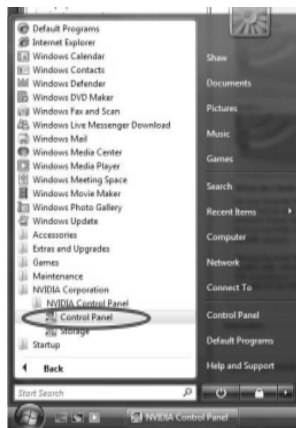 Default Programs
Internet Explorer
Windows Calendar
Windows Contacts
Windows Defender
Windows DVD Maker
Windows Fax and Scan
Windows Live Messenger Download
Windows Mail
Windows Media Center
Windows Media Player
Windows Meeting Space
Windows Movie Maker
Windows Photo Gallery
Windows Update
Accessories
Extras and Upgrades
Games
Maintenance
NVIDIA Corporation
NVIDIA Control Panel
Control Panel
Storage
Startup
Back
Start Search
Shaw
Documents
Pictures
Music
Games
Search
Recent Items
Computer
Network
Connect To
Control Panel
Default Programs
Help and Support
NVIDIA Control Panel